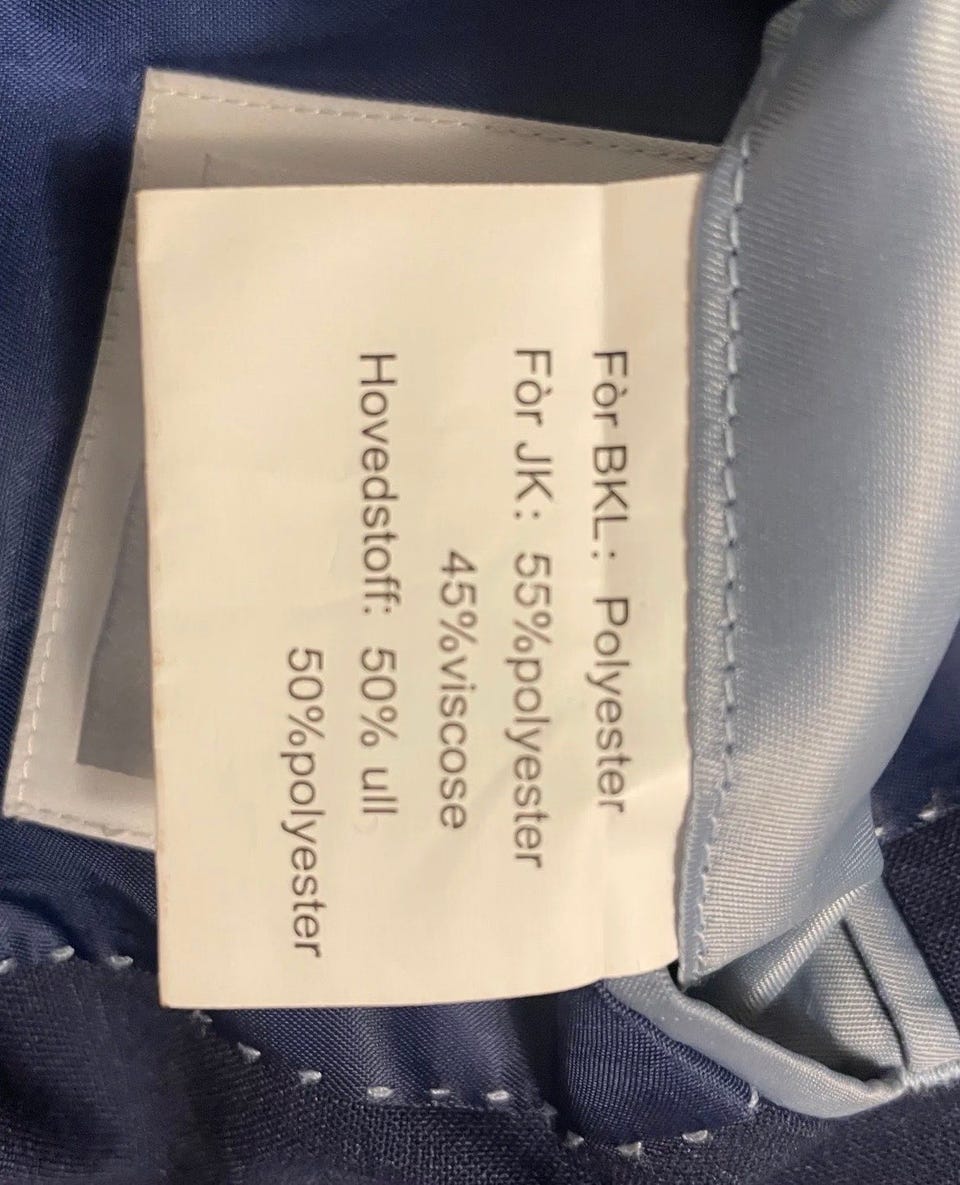 Fòr BKL: Polyester
Fòr JK: 55%polyester
45%viscose
Hovedstoff: 50% ull
50%polyester